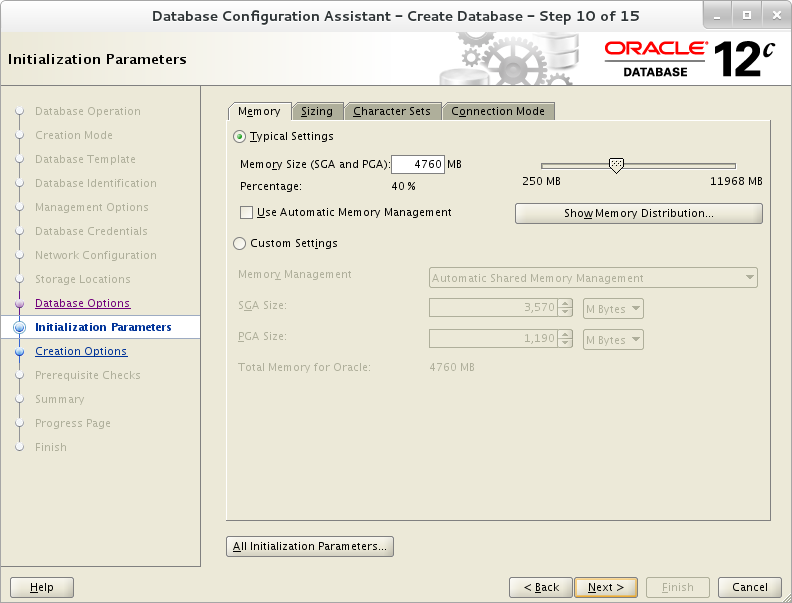 Database Configuration Assistant - Create Database - Step 10 of 15
Initialization Parameters
ORACLE®
DATABASE
12c
Database Operation
Creation Mode
Database Template
Database Identification
Management Options
Database Credentials
Network Configuration
Storage Locations
Database Options
Initialization Parameters
Creation Options
Prerequisite Checks
Summary
Progress Page
Finish
Memory Sizing Character Sets Connection Mode
Typical Settings
Memory Size (SGA and PGA): 4760 MB
250 MB 11968 MB
Percentage: 40 %
Use Automatic Memory Management
Show Memory Distribution...
Custom Settings
Memory Management Automatic Shared Memory Management
SGA Size: 3,570 M Bytes
PGA Size: 1,190 M Bytes
Total Memory for Oracle: 4760 MB
All Initialization Parameters...
Help < Back Next > Finish Cancel